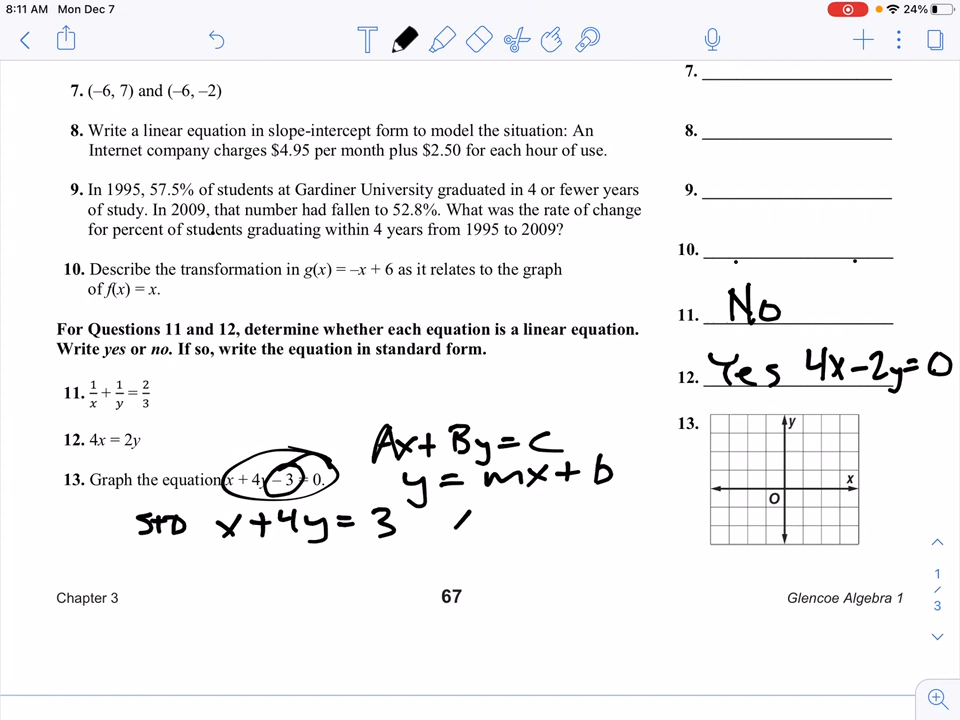 8:11 AM Mon Dec 7
24%
T
7. (–6, 7) and (–6, –2)
7.
8. Write a linear equation in slope-intercept form to model the situation: An
Internet company charges $4.95 per month plus $2.50 for each hour of use.
8.
9. In 1995, 57.5% of students at Gardiner University graduated in 4 or fewer years
of study. In 2009, that number had fallen to 52.8%. What was the rate of change
for percent of students graduating within 4 years from 1995 to 2009?
9.
10. Describe the transformation in g(x) = –x + 6 as it relates to the graph
of f(x) = x.
10.
For Questions 11 and 12, determine whether each equation is a linear equation.
Write yes or no. If so, write the equation in standard form.
11. No
11. 1/x + 1/y = 2/3
12. Yes 4x-2y=0
12. 4x = 2y
13. Graph the equation x + 4y – 3 = 0.
13.
y
x
O
Ax+By=C
y=mx+b
STD x+4y=3
Chapter 3
67
Glencoe Algebra 1
1
/
3